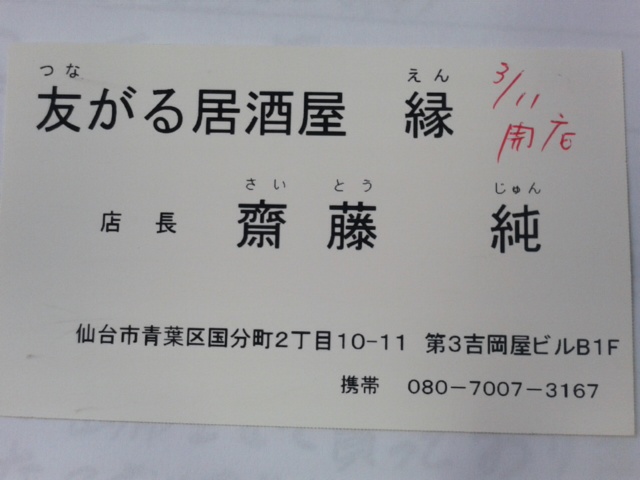 つな えん
友がる居酒屋 縁
3/11
開店
さい とう じゅん
店長 齋藤 純
仙台市青葉区国分町2丁目10-11 第3吉岡屋ビルB1F
携帯 080-7007-3167